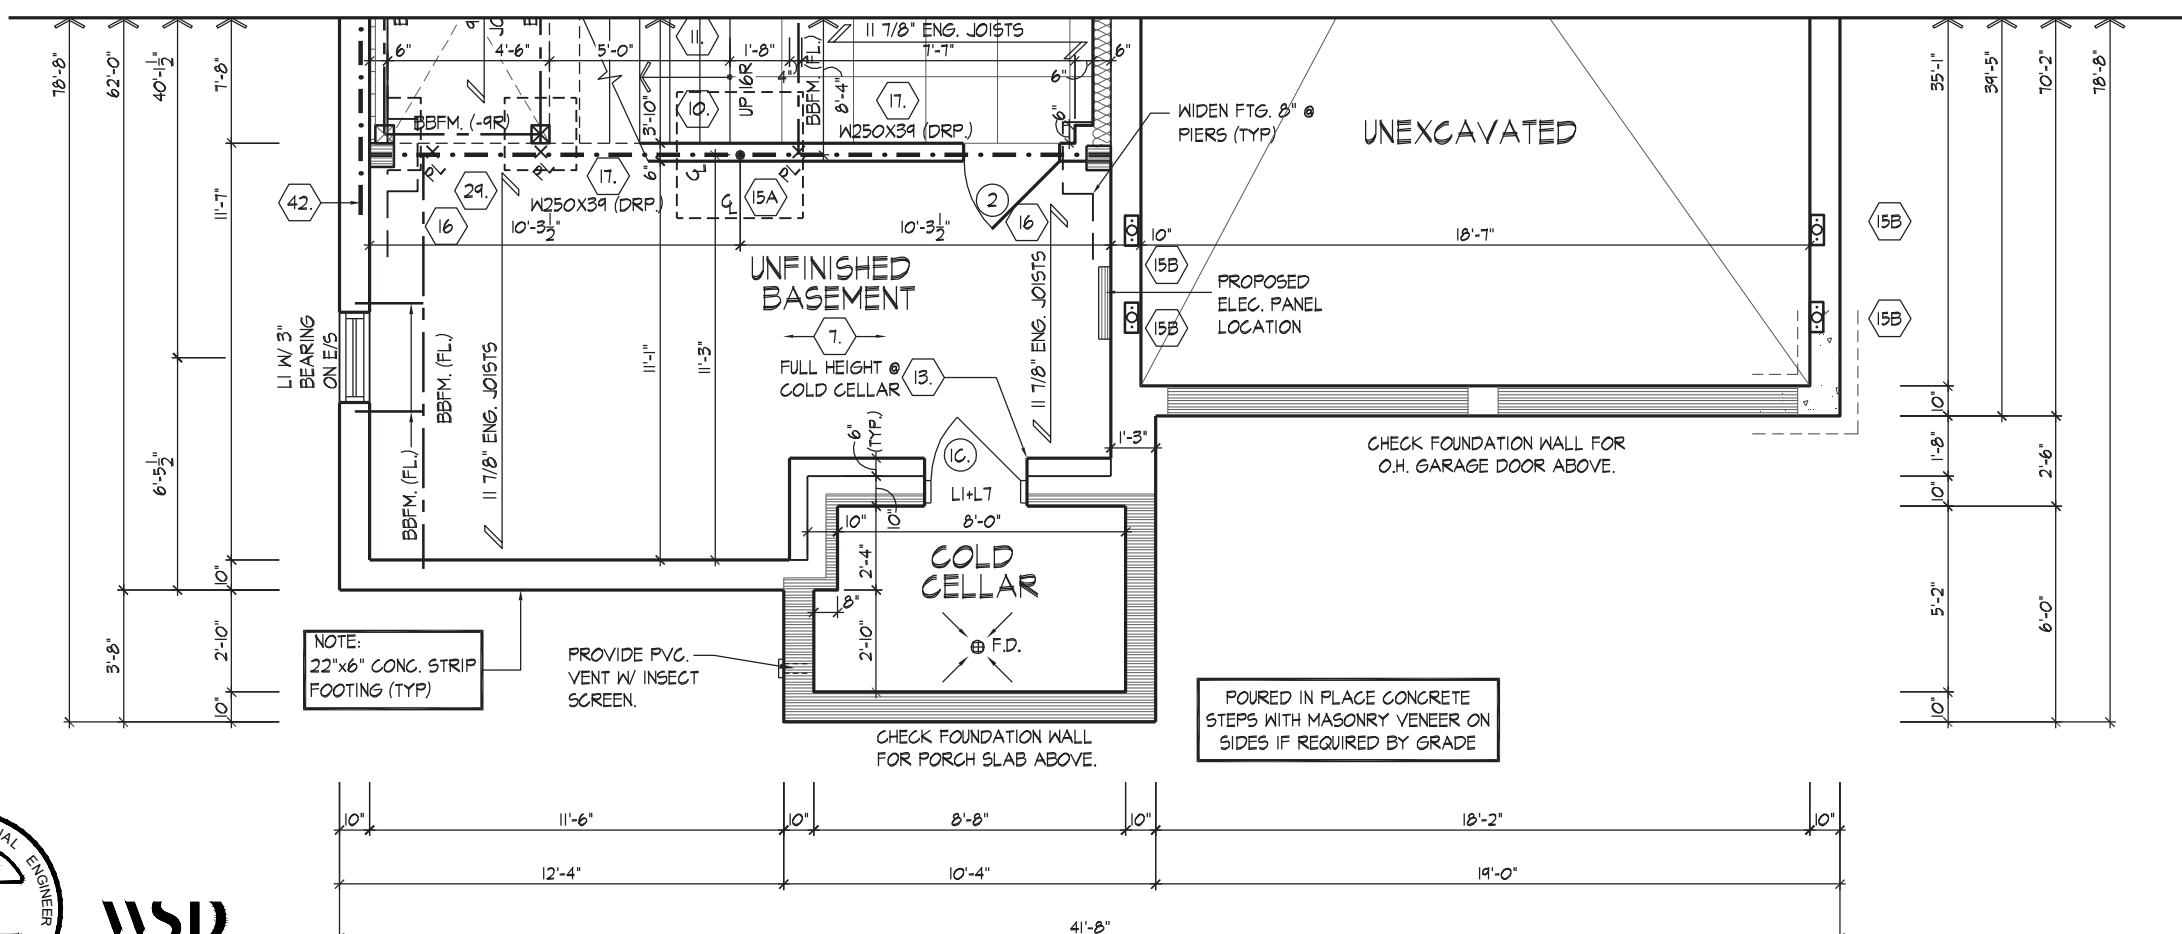 11 7/8" ENG. JOISTS
6"
4'-6"
5'-0"
11.
1'-8"
4"
7'-7"
6"
6"
78'-8"
62'-0"
40'-1 1/2"
7'-8"
BBFM. (-9R)
3'-10"
10.
UP 16R
BBFM. (FL.)
8'-4"
17.
W250X39 (DRP.)
6"
WIDEN FTG. 8" @
PIERS (TYP)
UNEXCAVATED
35'-1"
39'-5"
70'-2"
78'-8"
11'-7"
42.
PL
29.
PL
17.
6"
3
PL
W250X39 (DRP.)
16
CL
15A
2
16
10'-3 1/2"
10'-3 1/2"
10"
18'-7"
15B
15B
15B
15B
UNFINISHED
BASEMENT
7.
FULL HEIGHT @
COLD CELLAR
13.
PROPOSED
ELEC. PANEL
LOCATION
11 7/8" ENG. JOISTS
L1 W/ 3"
BEARING
ON E/S
BBFM. (FL.)
BBFM. (FL.)
11 7/8" ENG. JOISTS
11'-1"
11'-3"
6'-5 1/2"
6"
(TYP.)
1C.
1'-3"
L1+L7
CHECK FOUNDATION WALL FOR
O.H. GARAGE DOOR ABOVE.
10"
1'-8"
2'-6"
10"
10"
10"
8'-0"
COLD
CELLAR
2'-4"
8"
2'-10"
F.D.
5'-2"
6'-0"
10"
10"
2'-10"
3'-8"
10"
NOTE:
22"x6" CONC. STRIP
FOOTING (TYP)
PROVIDE PVC.
VENT W/ INSECT
SCREEN.
POURED IN PLACE CONCRETE
STEPS WITH MASONRY VENEER ON
SIDES IF REQUIRED BY GRADE
CHECK FOUNDATION WALL
FOR PORCH SLAB ABOVE.
10"
11'-6"
10"
8'-8"
10"
18'-2"
10"
12'-4"
10'-4"
19'-0"
41'-8"
ENGINEER
WSP